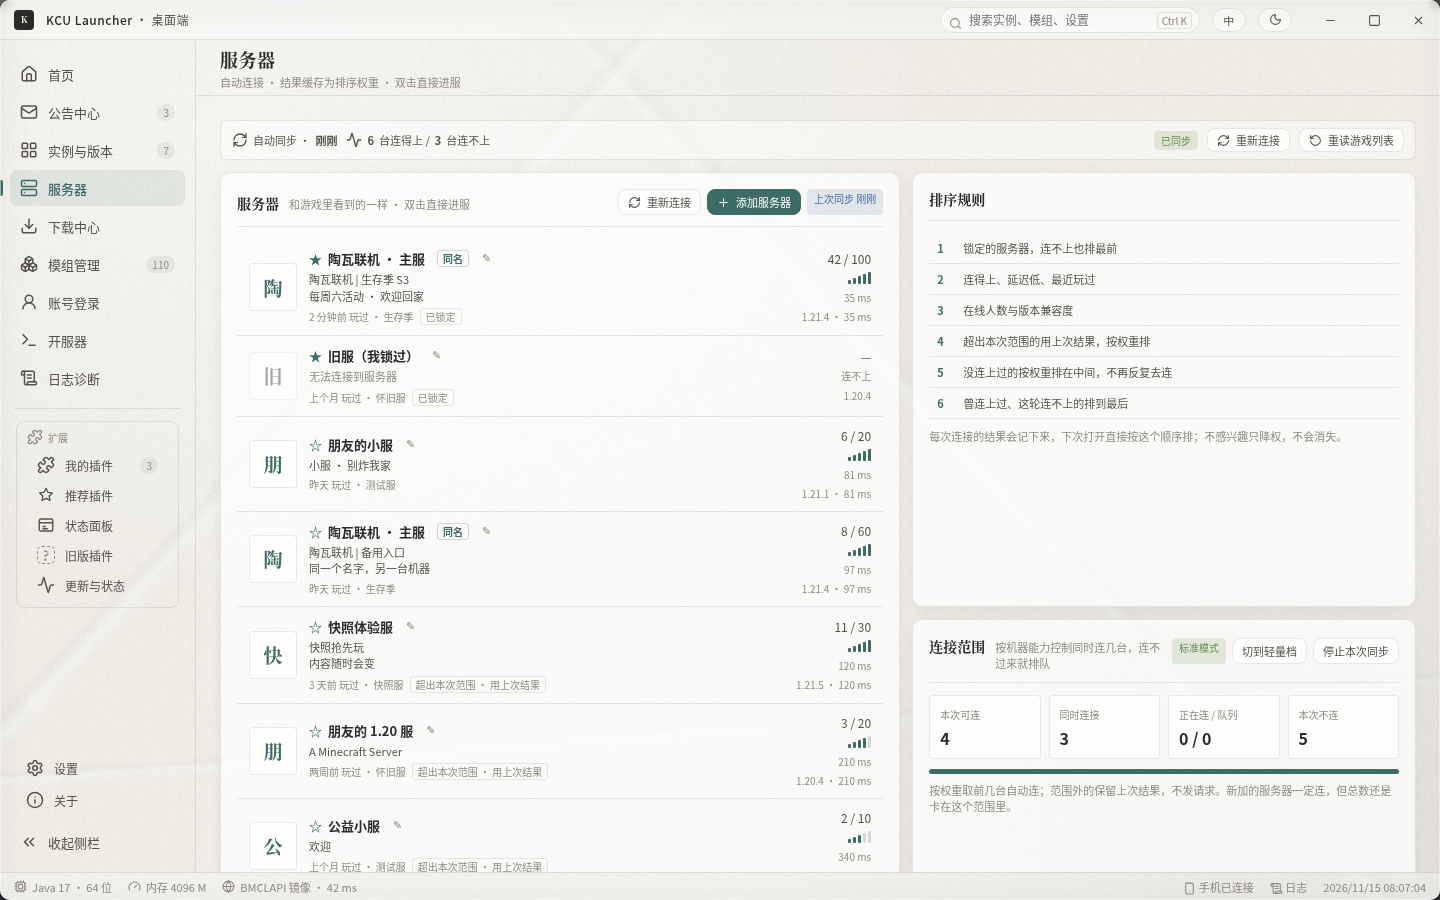 K KCU Launcher · 桌面端
搜索实例、模组、设置 Ctrl K 中
首页
公告中心 3
实例与版本 7
服务器
下载中心
模组管理 110
账号登录
开服器
日志诊断
扩展
我的插件 3
推荐插件
状态面板
旧版插件
更新与状态
设置
关于
收起侧栏
服务器
自动连接 · 结果缓存为排序权重 · 双击直接进服
自动同步 · 刚刚 6 台连得上 / 3 台连不上
已同步 重新连接 重读游戏列表
服务器 和游戏里看到的一样 · 双击直接进服
重新连接 + 添加服务器 上次同步 刚刚
陶
★ 陶瓦联机 · 主服 同名 ✎
陶瓦联机 | 生存季 S3
每周六活动 · 欢迎回家
2 分钟前 玩过 · 生存季 已锁定
42 / 100
35 ms
1.21.4 · 35 ms
旧
★ 旧服（我锁过） ✎
无法连接到服务器
上个月 玩过 · 怀旧服 已锁定
—
连不上
1.20.4
朋
☆ 朋友的小服 ✎
小服 · 别炸我家
昨天 玩过 · 测试服
6 / 20
81 ms
1.21.1 · 81 ms
陶
☆ 陶瓦联机 · 主服 同名 ✎
陶瓦联机 | 备用入口
同一个名字，另一台机器
昨天 玩过 · 生存季
8 / 60
97 ms
1.21.4 · 97 ms
快
☆ 快照体验服 ✎
快照抢先玩
内容随时会变
3 天前 玩过 · 快照服 超出本次范围 · 用上次结果
11 / 30
120 ms
1.21.5 · 120 ms
朋
☆ 朋友的 1.20 服 ✎
A Minecraft Server
两周前 玩过 · 怀旧服 超出本次范围 · 用上次结果
3 / 20
210 ms
1.20.4 · 210 ms
公
☆ 公益小服 ✎
欢迎
上个月 玩过 · 测试服 超出本次范围 · 用上次结果
2 / 10
340 ms
排序规则
1 锁定的服务器，连不上也排最前
2 连得上、延迟低、最近玩过
3 在线人数与版本兼容度
4 超出本次范围的用上次结果，按权重排
5 没连上过的按权重排在中间，不再反复去连
6 曾连上过、这轮连不上的排到最后
每次连接的结果会记下来，下次打开直接按这个顺序排；不感兴趣只降权，不会消失。
连接范围 按机器能力控制同时连几台，连不
过来就排队
标准模式 切到轻量档 停止本次同步
本次可连
4
同时连接
3
正在连 / 队列
0 / 0
本次不连
5
按权重取前几台自动连；范围外的保留上次结果，不发请求。新加的服务器一定连，但总数还是
卡在这个范围里。
Java 17 · 64 位 内存 4096 M BMCLAPI 镜像 · 42 ms
手机已连接 日志 2026/11/15 08:07:04